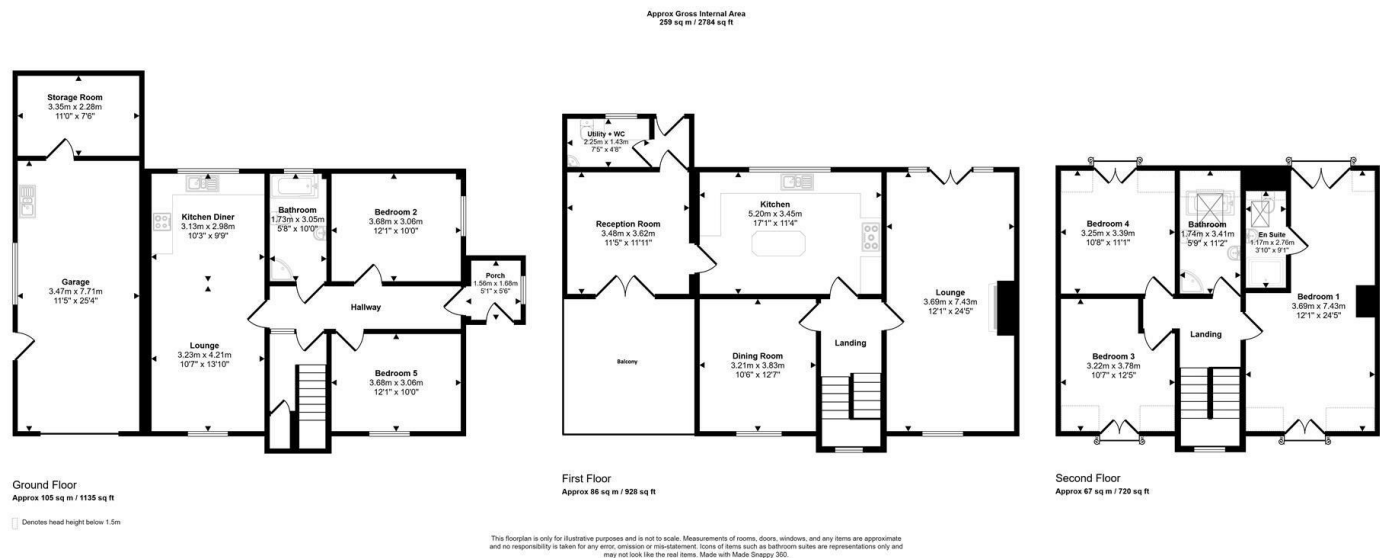 Approx Gross Internal Area
259 sq m / 2784 sq ft
Storage Room
3.35m x 2.28m
11'0" x 7'6"
Garage
3.47m x 7.71m
11'5" x 25'4"
Kitchen Diner
3.13m x 2.98m
10'3" x 9'9"
Lounge
3.23m x 4.21m
10'7" x 13'10"
Bathroom
1.73m x 3.05m
5'8" x 10'0"
Bedroom 2
3.68m x 3.06m
12'1" x 10'0"
Porch
1.56m x 1.68m
5'1" x 5'6"
Hallway
Bedroom 5
3.68m x 3.06m
12'1" x 10'0"
Ground Floor
Approx 105 sq m / 1135 sq ft
Denotes head height below 1.5m
Utility + WC
2.25m x 1.43m
7'5" x 4'8"
Reception Room
3.48m x 3.62m
11'5" x 11'11"
Kitchen
5.20m x 3.45m
17'1" x 11'4"
Lounge
3.69m x 7.43m
12'1" x 24'5"
Balcony
Dining Room
3.21m x 3.83m
10'6" x 12'7"
Landing
First Floor
Approx 86 sq m / 928 sq ft
Bedroom 4
3.25m x 3.39m
10'8" x 11'1"
Bathroom
1.74m x 3.41m
5'9" x 11'2"
En Suite
1.17m x 2.76m
3'10" x 9'1"
Bedroom 1
3.69m x 7.43m
12'1" x 24'5"
Landing
Bedroom 3
3.22m x 3.78m
10'7" x 12'5"
Second Floor
Approx 67 sq m / 720 sq ft
This floorplan is only for illustrative purposes and is not to scale. Measurements of rooms, doors, windows, and any items are approximate
and no responsibility is taken for any error, omission or mis-statement. Icons of items such as bathroom suites are representations only and
may not look like the real items. Made with Made Snappy 360.